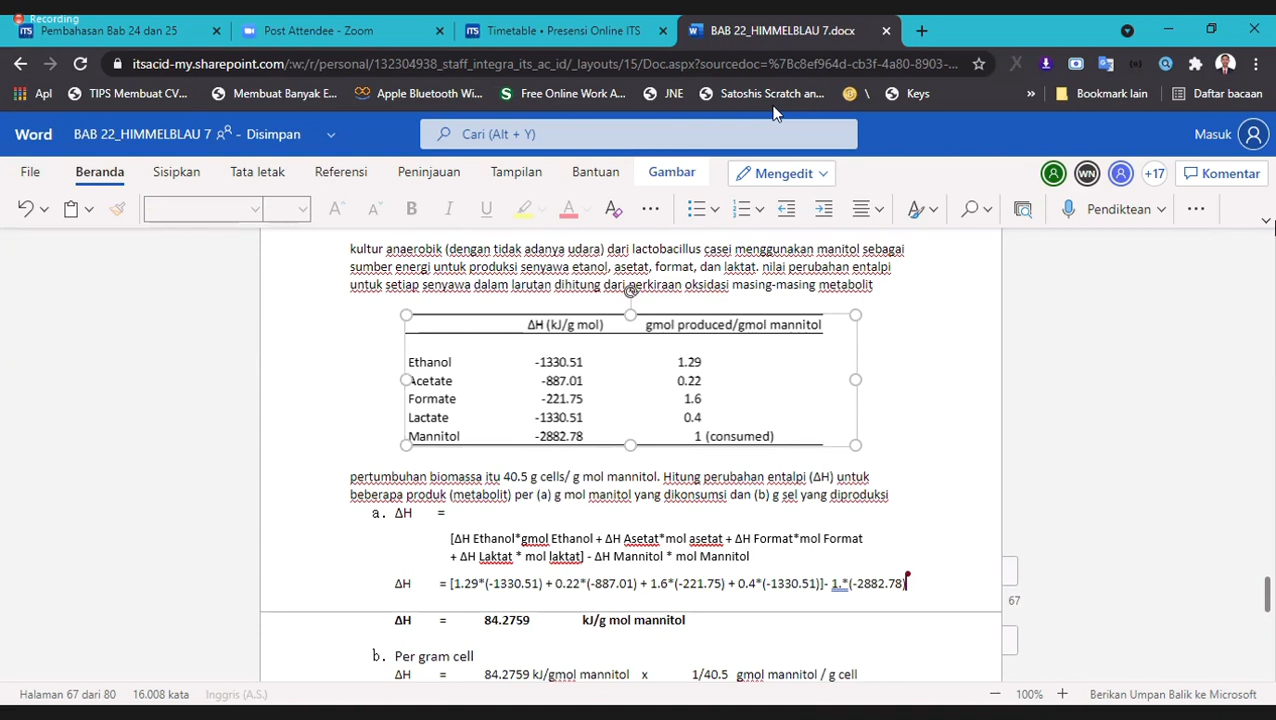 Recording
Pembahasan Bab 24 dan 25
Post Attendee - Zoom
Timetable • Presensi Online ITS
BAB 22_HIMMELBLAU 7.docx
itsacid-my.sharepoint.com/:w:/r/personal/132304938_staff_integra_its_ac_id/_layouts/15/Doc.aspx?sourcedoc=%7Bc8ef964d-cb3f-4a80-8903-...
Apl
TIPS Membuat CV...
Membuat Banyak E...
Apple Bluetooth Wi...
Free Online Work A...
JNE
Satoshis Scratch an...
\
Keys
»
Bookmark lain
Daftar bacaan
Word
BAB 22_HIMMELBLAU 7 - Disimpan
Cari (Alt + Y)
Masuk
File
Beranda
Sisipkan
Tata letak
Referensi
Peninjauan
Tampilan
Bantuan
Gambar
Mengedit
WN
+17
Komentar
Pendiktean
kultur anaerobik (dengan tidak adanya udara) dari lactobacillus casei menggunakan manitol sebagai
sumber energi untuk produksi senyawa etanol, asetat, format, dan laktat. nilai perubahan entalpi
untuk setiap senyawa dalam larutan dihitung dari perkiraan oksidasi masing-masing metabolit
ΔH (kJ/g mol) gmol produced/gmol mannitol
Ethanol -1330.51 1.29
Acetate -887.01 0.22
Formate -221.75 1.6
Lactate -1330.51 0.4
Mannitol -2882.78 1 (consumed)
pertumbuhan biomassa itu 40.5 g cells/ g mol mannitol. Hitung perubahan entalpi (ΔH) untuk
beberapa produk (metabolit) per (a) g mol manitol yang dikonsumsi dan (b) g sel yang diproduksi
a. ΔH =
[ΔH Ethanol*gmol Ethanol + ΔH Asetat*mol asetat + ΔH Format*mol Format
+ ΔH Laktat * mol laktat] - ΔH Mannitol * mol Mannitol
ΔH = [1.29*(-1330.51) + 0.22*(-887.01) + 1.6*(-221.75) + 0.4*(-1330.51)]- 1.*(-2882.78)
67
ΔH = 84.2759 kJ/g mol mannitol
b. Per gram cell
ΔH = 84.2759 kJ/gmol mannitol x 1/40.5 gmol mannitol / g cell
Halaman 67 dari 80
16.008 kata
Inggris (A.S.)
100%
Berikan Umpan Balik ke Microsoft